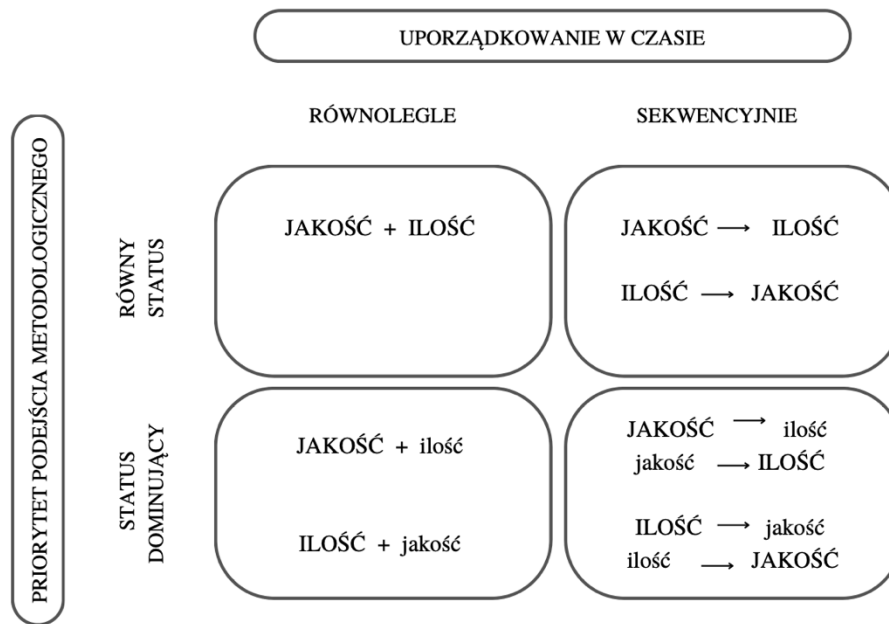 UPORZĄDKOWANIE W CZASIE
RÓWNOLEGLE SEKWENCYJNIE
PRIORYTET PODEJŚCIA METODOLOGICZNEGO
RÓWNY
STATUS
JAKOŚĆ + ILOŚĆ
JAKOŚĆ ⟶ ILOŚĆ
ILOŚĆ ⟶ JAKOŚĆ
STATUS
DOMINUJĄCY
JAKOŚĆ + ilość
ILOŚĆ + jakość
JAKOŚĆ ⟶ ilość
jakość ⟶ ILOŚĆ
ILOŚĆ ⟶ jakość
ilość ⟶ JAKOŚĆ